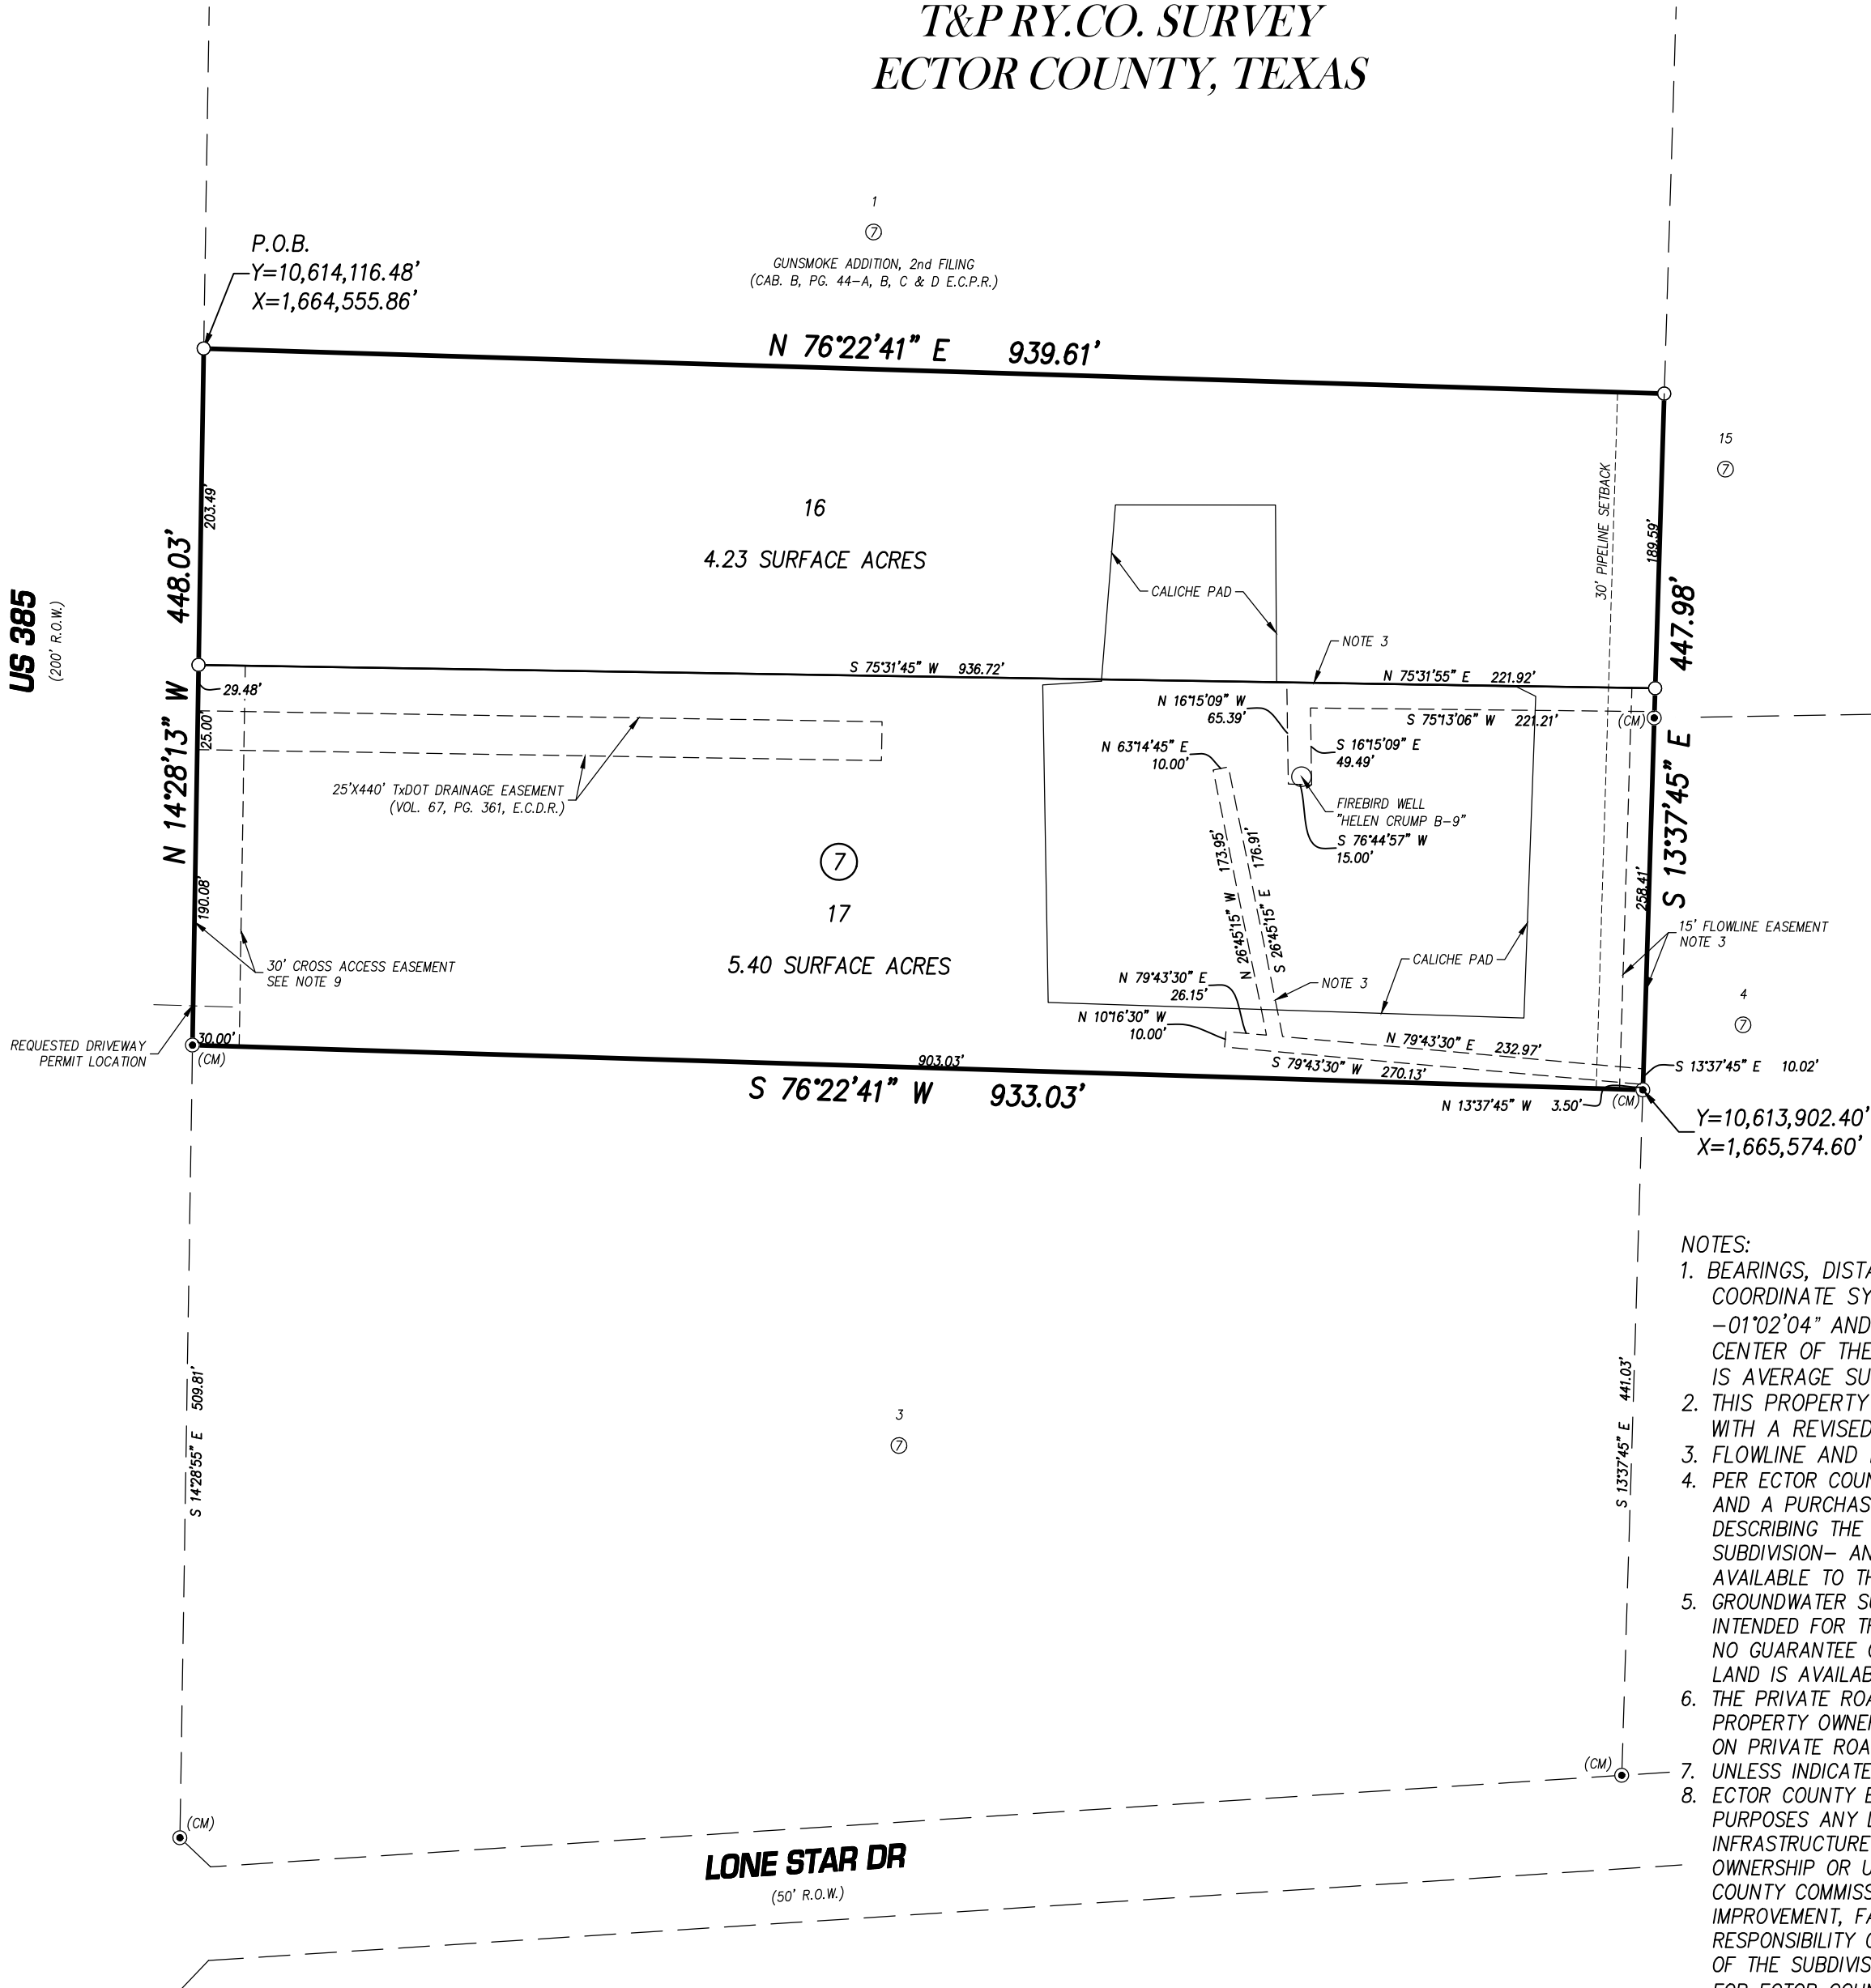 T&P RY.CO. SURVEY
ECTOR COUNTY, TEXAS
1
7
GUNSMOKE ADDITION, 2nd FILING
(CAB. B, PG. 44-A, B, C & D E.C.P.R.)
P.O.B.
Y=10,614,116.48'
X=1,664,555.86'
N 76°22'41" E 939.61'
15
7
203.49'
448.03'
N 14°28'13" W
US 385
(200' R.O.W.)
16
4.23 SURFACE ACRES
CALICHE PAD
30' PIPELINE SETBACK
189.59'
447.98'
S 13°37'45" E
NOTE 3
S 75°31'45" W 936.72'
N 75°31'55" E 221.92'
29.48'
25.00'
N 16°15'09" W
65.39'
S 75°13'06" W 221.21'
(CM)
N 63°14'45" E
10.00'
S 16°15'09" E
49.49'
25'X440' TxDOT DRAINAGE EASEMENT
(VOL. 67, PG. 361, E.C.D.R.)
FIREBIRD WELL
"HELEN CRUMP B-9"
S 76°44'57" W
15.00'
7
17
5.40 SURFACE ACRES
190.08'
N 26°45'15" W 173.95'
S 26°45'15" E 176.91'
258.41'
15' FLOWLINE EASEMENT
NOTE 3
30' CROSS ACCESS EASEMENT
SEE NOTE 9
CALICHE PAD
N 79°43'30" E
26.15'
NOTE 3
N 10°16'30" W
10.00'
4
7
REQUESTED DRIVEWAY
PERMIT LOCATION
30.00'
(CM)
903.03'
N 79°43'30" E 232.97'
S 79°43'30" W 270.13'
S 13°37'45" E 10.02'
S 76°22'41" W 933.03'
N 13°37'45" W 3.50'
(CM)
Y=10,613,902.40'
X=1,665,574.60'
S 14°28'55" E 509.81'
3
7
S 13°37'45" E 441.03'
(CM)
(CM)
LONE STAR DR
(50' R.O.W.)
NOTES:
1. BEARINGS, DISTA
COORDINATE SY
-01°02'04" AND
CENTER OF THE
IS AVERAGE SU
2. THIS PROPERTY
WITH A REVISED
3. FLOWLINE AND
4. PER ECTOR COUN
AND A PURCHAS
DESCRIBING THE
SUBDIVISION- AN
AVAILABLE TO TH
5. GROUNDWATER SU
INTENDED FOR TH
NO GUARANTEE
LAND IS AVAILAB
6. THE PRIVATE ROA
PROPERTY OWNE
ON PRIVATE ROA
7. UNLESS INDICATE
8. ECTOR COUNTY E
PURPOSES ANY
INFRASTRUCTURE
OWNERSHIP OR U
COUNTY COMMISS
IMPROVEMENT, FA
RESPONSIBILITY
OF THE SUBDIVIS